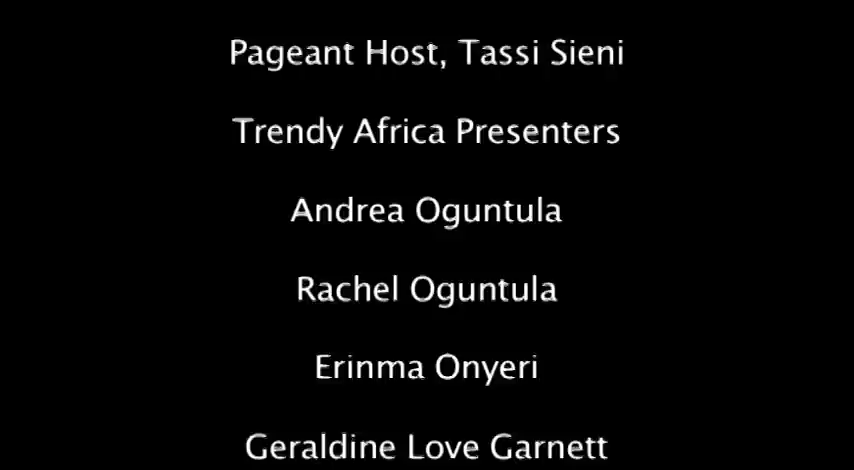 Pageant Host, Tassi Sieni
Trendy Africa Presenters
Andrea Oguntula
Rachel Oguntula
Erinma Onyeri
Geraldine Love Garnett